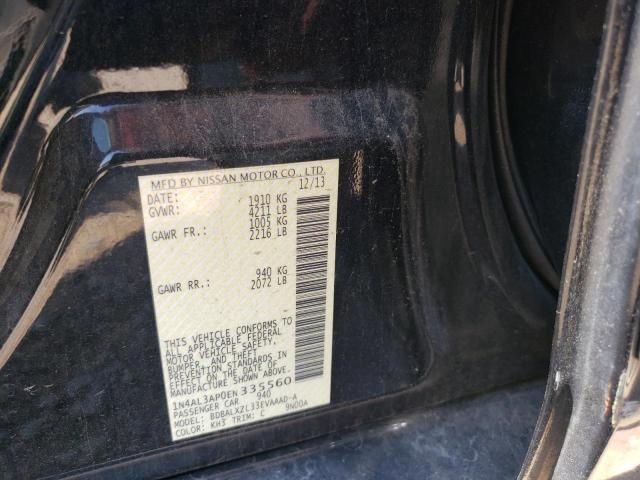 MFD BY NISSAN MOTOR CO., LTD.
DATE: 12/13
GVWR: 1910 KG
4211 LB
GAWR FR.: 1005 KG
2216 LB
GAWR RR.: 940 KG
2072 LB
THIS VEHICLE CONFORMS TO
ALL APPLICABLE FEDERAL
MOTOR VEHICLE SAFETY,
BUMPER, AND THEFT
PREVENTION STANDARDS IN
EFFECT ON THE DATE OF
MANUFACTURE SHOWN ABOVE.
1N4AL3AP0EN 335560
PASSENGER CAR 940
MODEL: BDBALXZL33EVAAAD-A
COLOR: KH3 TRIM: C 9N00A